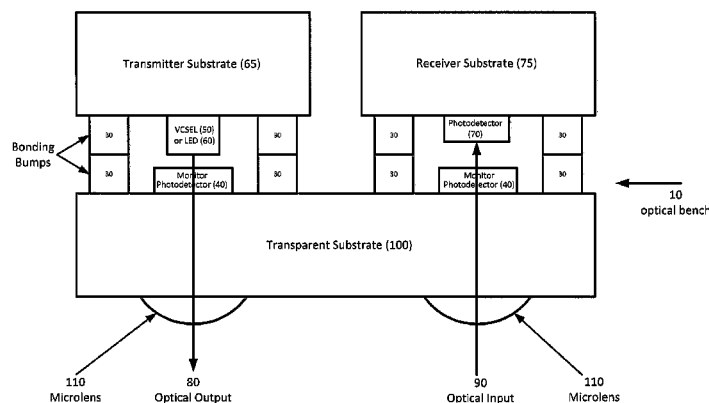 Transmitter Substrate (65)
Receiver Substrate (75)
Bonding
Bumps
30
VCSEL (50)
or LED (60)
30
30
Photodetector
(70)
30
30
Monitor
Photodetector (40)
30
30
Monitor
Photodetector (40)
30
10
optical bench
Transparent Substrate (100)
110
Microlens
80
Optical Output
90
Optical Input
110
Microlens